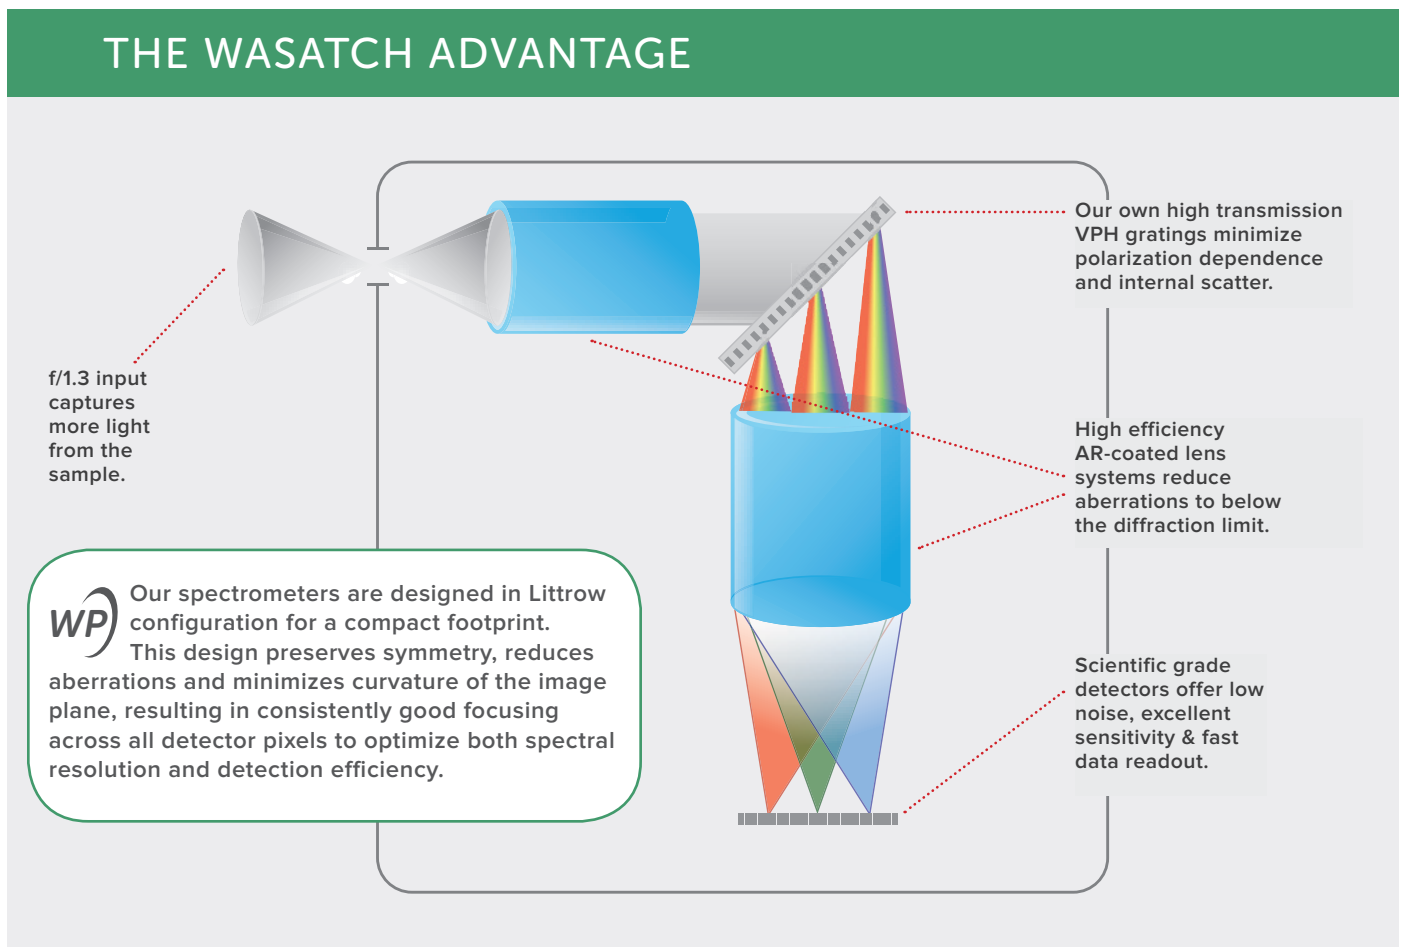 THE WASATCH ADVANTAGE
Our own high transmission
VPH gratings minimize
polarization dependence
and internal scatter.
f/1.3 input
captures
more light
from the
sample.
High efficiency
AR-coated lens
systems reduce
aberrations to below
the diffraction limit.
WP
Our spectrometers are designed in Littrow
configuration for a compact footprint.
This design preserves symmetry, reduces
aberrations and minimizes curvature of the image
plane, resulting in consistently good focusing
across all detector pixels to optimize both spectral
resolution and detection efficiency.
Scientific grade
detectors offer low
noise, excellent
sensitivity & fast
data readout.